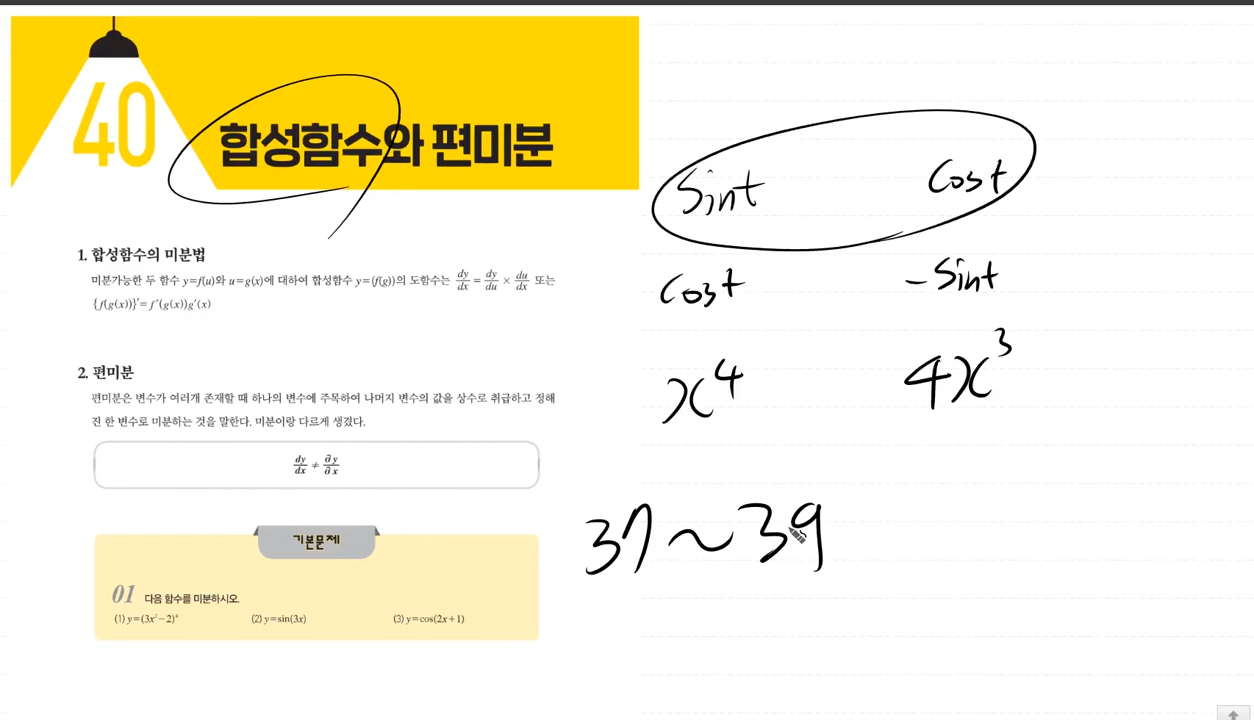 40
합성함수와 편미분
1. 합성함수의 미분법
미분가능한 두 함수 y=f(u)와 u=g(x)에 대하여 합성함수 y=(f(g))의 도함수는 dy/dx = dy/du × du/dx 또는
{f(g(x))}′=f′(g(x))g′(x)
2. 편미분
편미분은 변수가 여러개 존재할 때 하나의 변수에 주목하여 나머지 변수의 값을 상수로 취급하고 정해
진 한 변수로 미분하는 것을 말한다. 미분이랑 다르게 생겼다.
dy/dx ≠ ∂y/∂x
기본문제
01 다음 함수를 미분하시오.
(1) y=(3x²−2)⁴ (2) y=sin(3x) (3) y=cos(2x+1)
sint cost
cost −sint
x⁴ 4x³
37~39